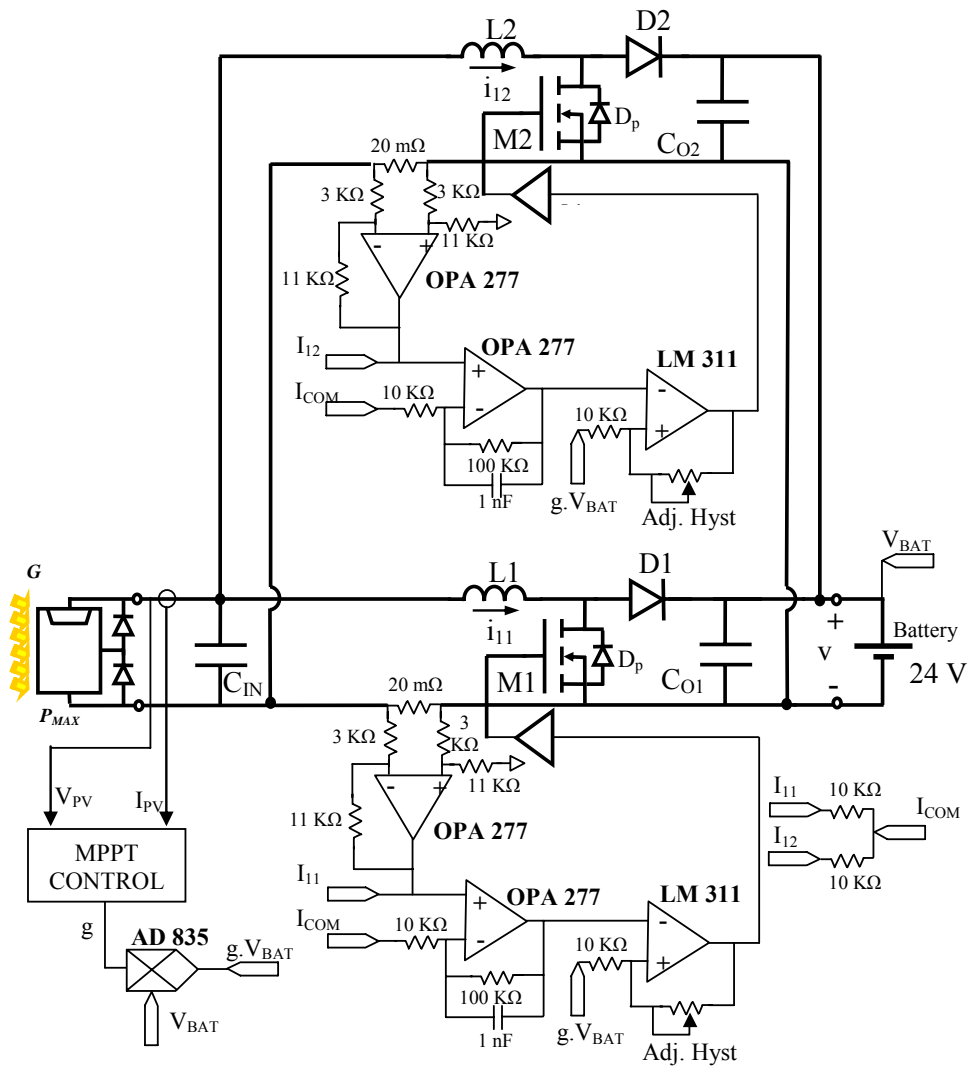 L2
D2
i12
M2
Dp
CO2
20 mΩ
3 KΩ
3 KΩ
11 KΩ
- +
11 KΩ
OPA 277
I12
OPA 277
LM 311
+
-
ICOM
10 KΩ
10 KΩ
-
+
100 KΩ
1 nF
g.VBAT
Adj. Hyst
VBAT
G
L1
D1
i11
M1
Dp
CO1
+
v
-
Battery
24 V
CIN
PMAX
20 mΩ
3 KΩ
3 KΩ
11 KΩ
- +
11 KΩ
OPA 277
VPV
IPV
MPPT
CONTROL
g
AD 835
g.VBAT
VBAT
I11
OPA 277
LM 311
+
-
ICOM
10 KΩ
10 KΩ
-
+
100 KΩ
1 nF
g.VBAT
Adj. Hyst
I11
10 KΩ
ICOM
I12
10 KΩ